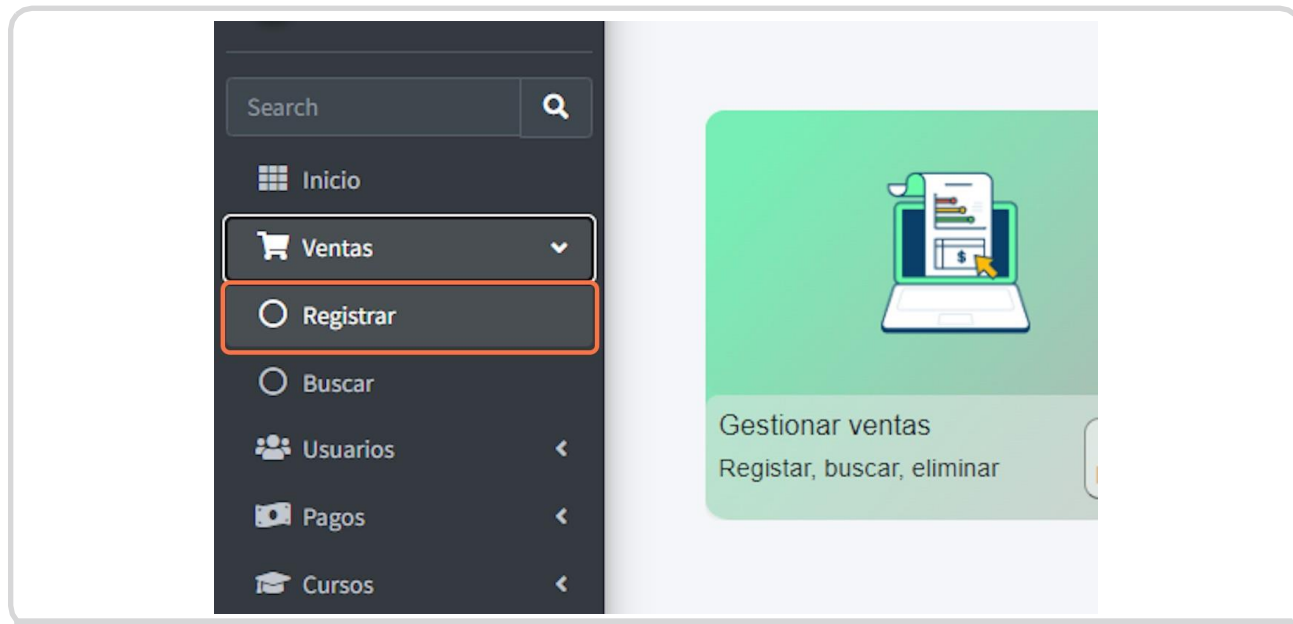 Search
Inicio
Ventas
Registrar
Buscar
Usuarios
Pagos
Cursos
$
Gestionar ventas
Registar, buscar, eliminar